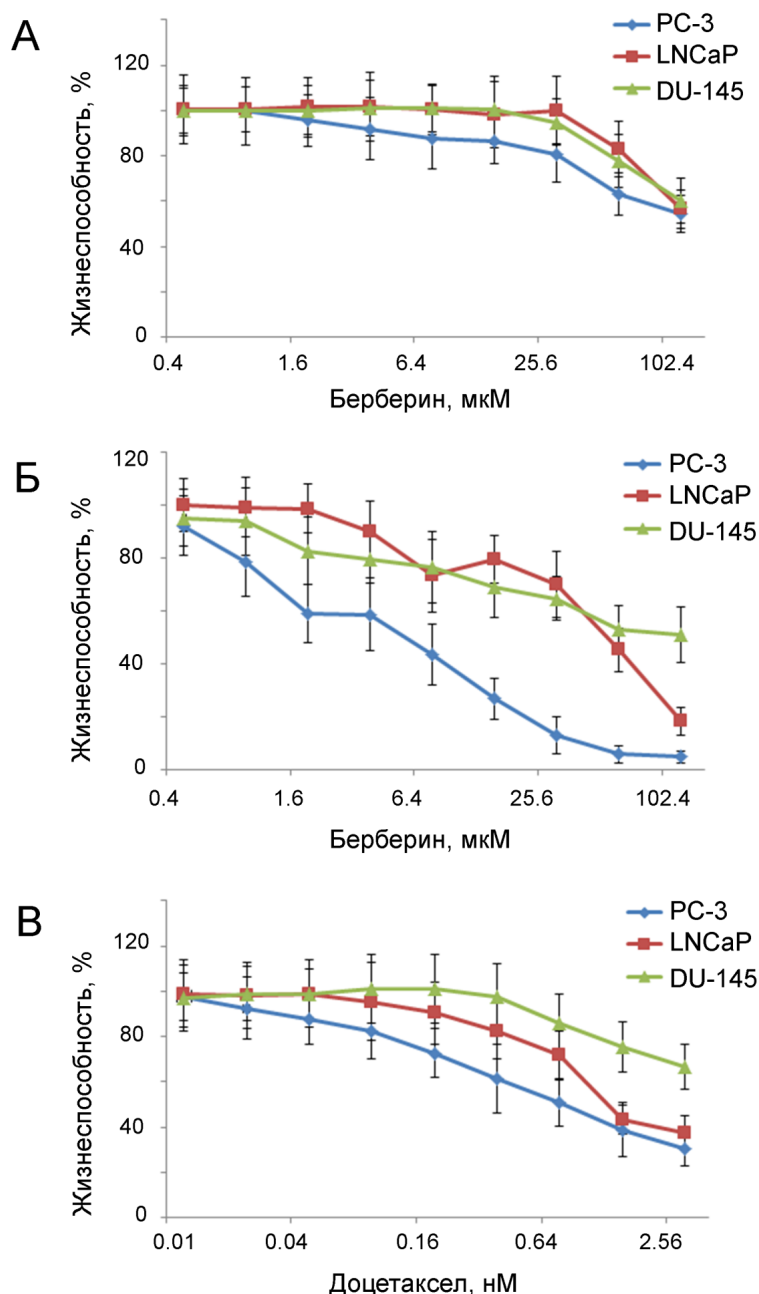 А
PC-3
LNCaP
DU-145
Жизнеспособность, %
120
80
40
0
0.4 1.6 6.4 25.6 102.4
Берберин, мкМ
Б
PC-3
LNCaP
DU-145
Жизнеспособность, %
120
80
40
0
0.4 1.6 6.4 25.6 102.4
Берберин, мкМ
В
PC-3
LNCaP
DU-145
Жизнеспособность, %
120
80
40
0
0.01 0.04 0.16 0.64 2.56
Доцетаксел, нМ